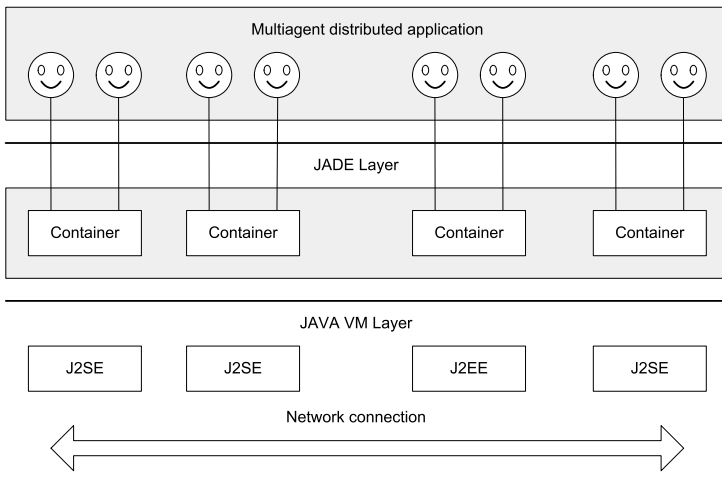 Multiagent distributed application
JADE Layer
Container Container Container Container
JAVA VM Layer
J2SE J2SE J2EE J2SE
Network connection